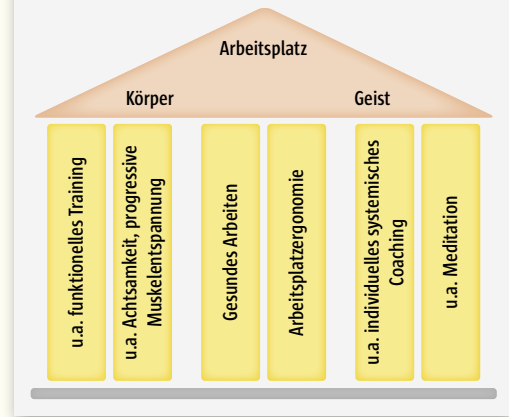 Arbeitsplatz
Körper
Geist
u.a. funktionelles Training
u.a. Achtsamkeit, progressive
Muskelentspannung
Gesundes Arbeiten
Arbeitsplatzergonomie
u.a. individuelles systemisches
Coaching
u.a. Meditation